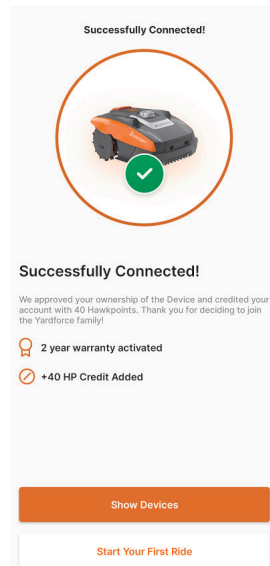 Successfully Connected!
Successfully Connected!
We approved your ownership of the Device and credited your
account with 40 Hawkpoints. Thank you for deciding to join
the Yardforce family!
2 year warranty activated
+40 HP Credit Added
Show Devices
Start Your First Ride